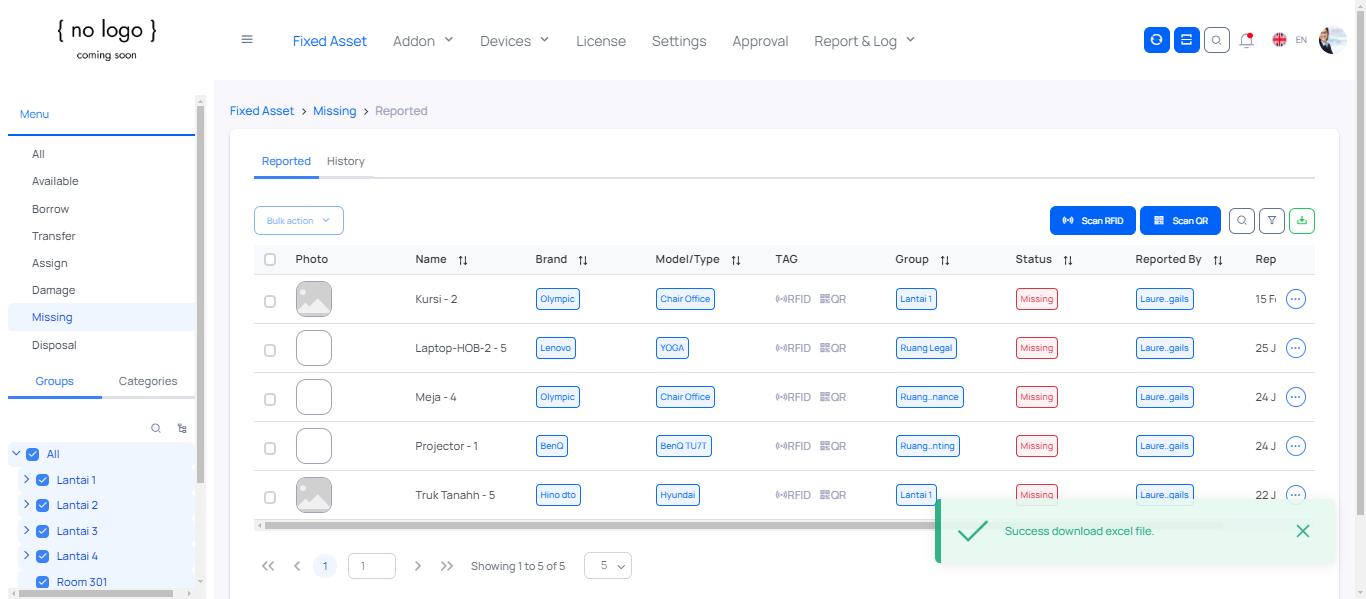 { no logo }
coming soon
Fixed Asset Addon Devices License Settings Approval Report & Log EN
Menu
All
Available
Borrow
Transfer
Assign
Damage
Missing
Disposal
Groups Categories
All
Lantai 1
Lantai 2
Lantai 3
Lantai 4
Room 301
Fixed Asset > Missing > Reported
Reported History
Bulk action Scan RFID Scan QR
Photo Name Brand Model/Type TAG Group Status Reported By Rep
Kursi - 2 Olympic Chair Office RFID QR Lantai 1 Missing Laure..gails 15 F
Laptop-HOB-2 - 5 Lenovo YOGA RFID QR Ruang Legal Missing Laure..gails 25 J
Meja - 4 Olympic Chair Office RFID QR Ruang..nance Missing Laure..gails 24 J
Projector - 1 BenQ BenQ TU7T RFID QR Ruang..nting Missing Laure..gails 24 J
Truk Tanahh - 5 Hino dto Hyundai RFID QR Lantai 1 Missing Laure..gails 22 J
Success download excel file.
1 1 Showing 1 to 5 of 5 5